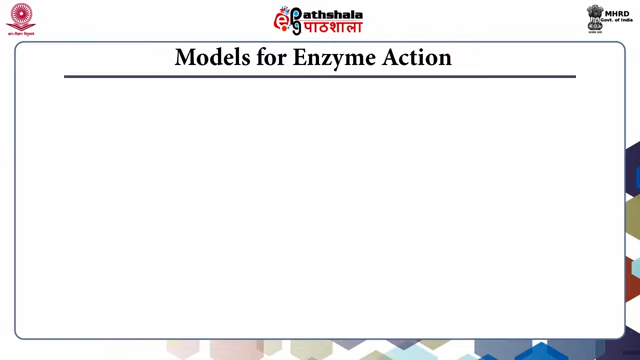 ePathshala
पाठशाला
MHRD
Govt. of India
Models for Enzyme Action